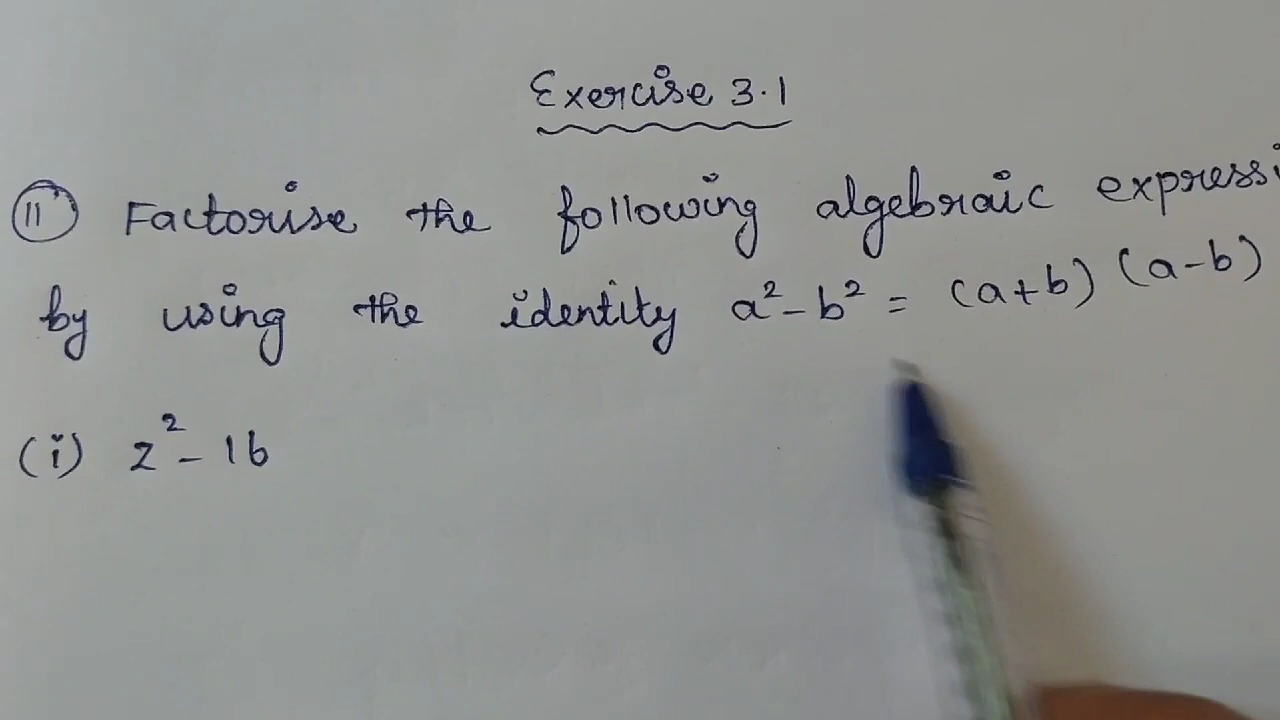 Exercise 3.1
11 Factorise the following algebraic expressi
by using the identity a² - b² = (a+b) (a-b)
(i) z² - 16